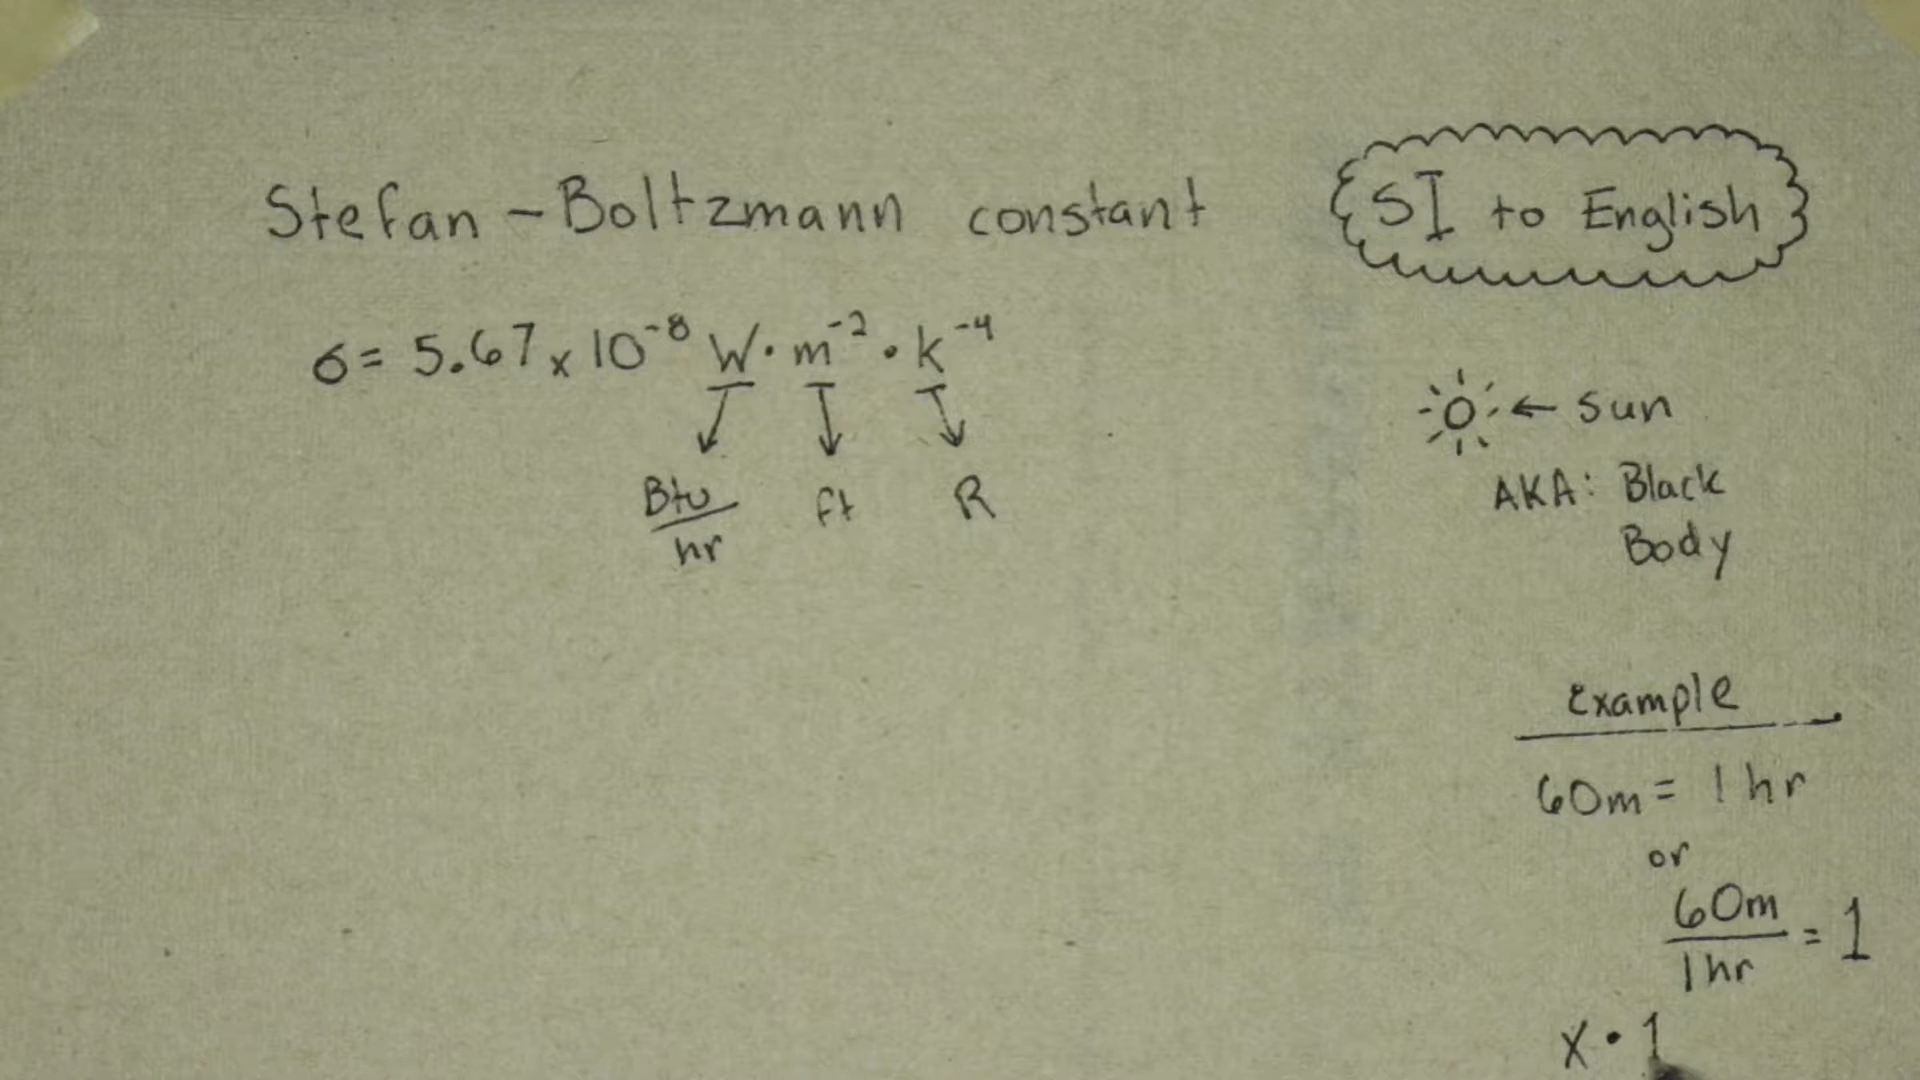 Stefan - Boltzmann constant
SI to English
σ = 5.67 x 10⁻⁸ W · m⁻² · k⁻⁴
Btu/hr ft R
← sun
AKA: Black
Body
Example
60m = 1 hr
or
60m/1hr = 1
x · 1